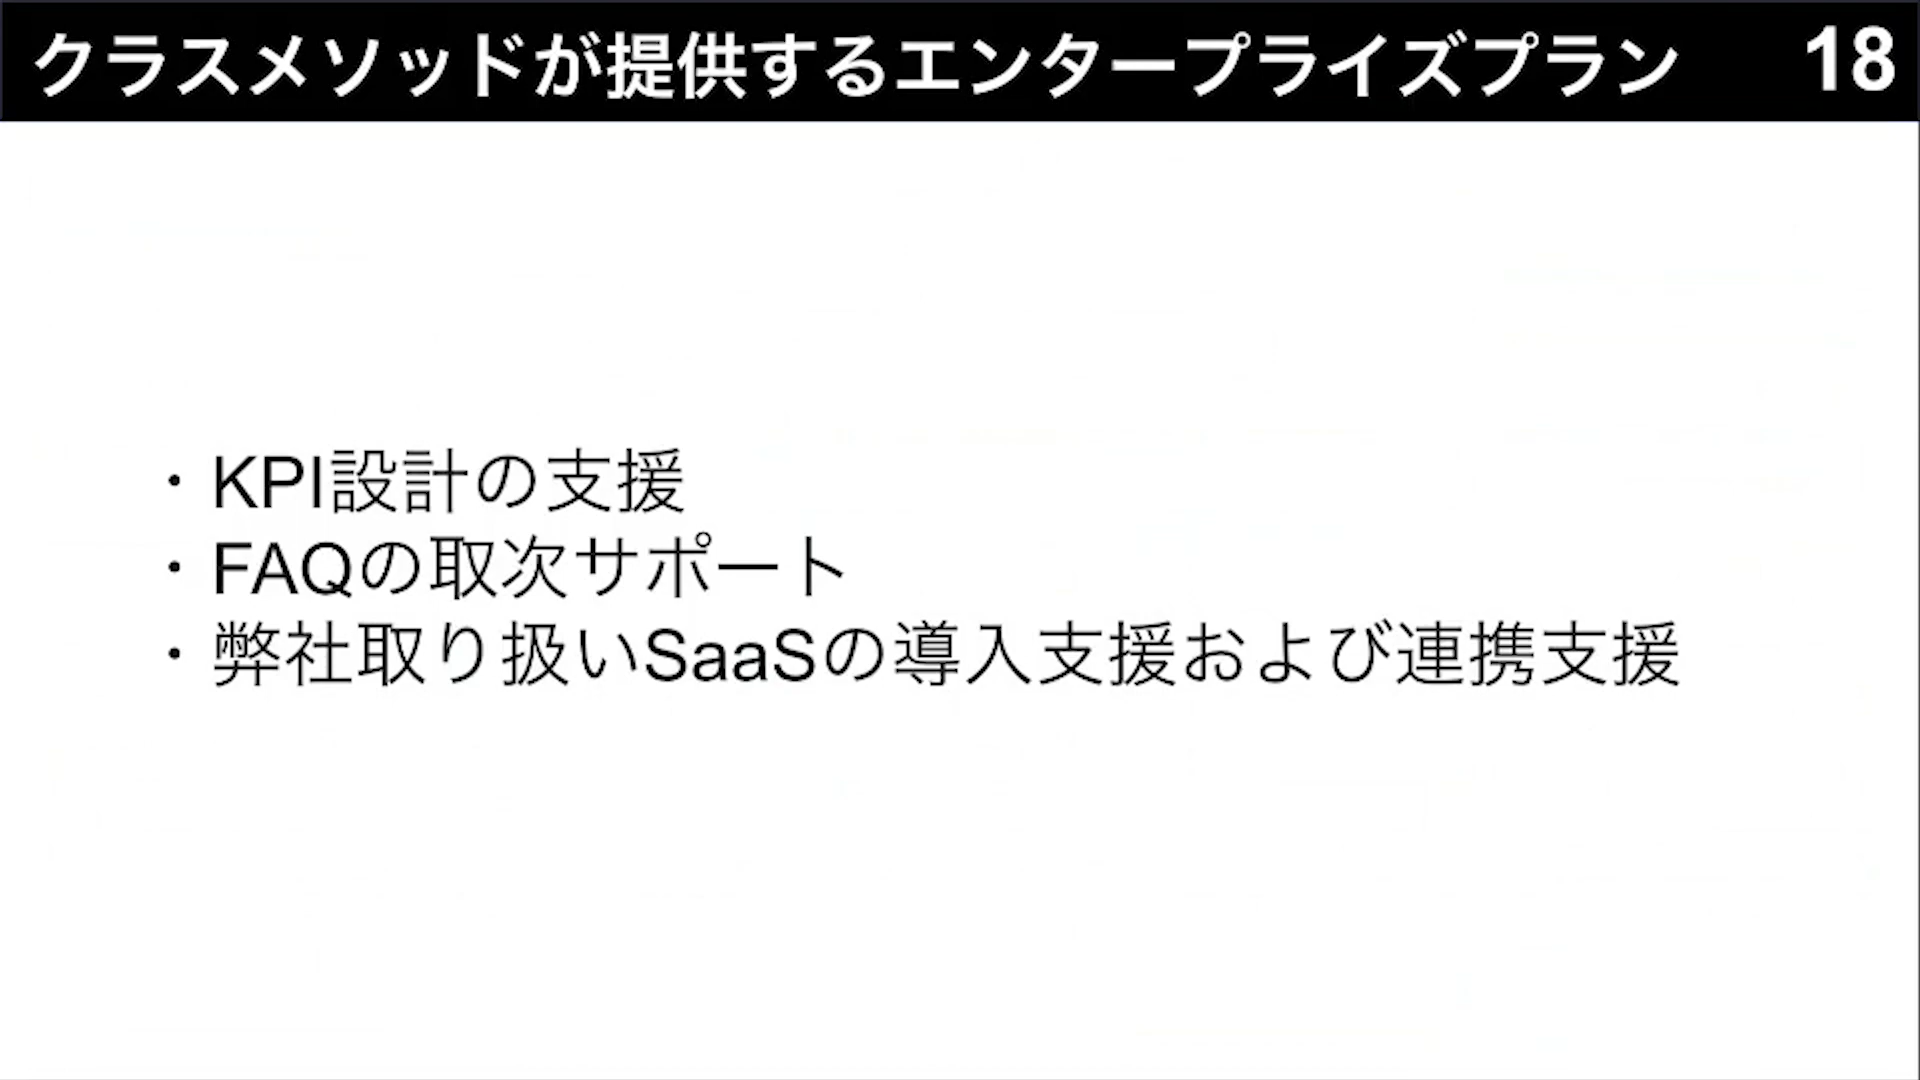 クラスメソッドが提供するエンタープライズプラン 18
・KPI設計の支援
・FAQの取次サポート
・弊社取り扱いSaaSの導入支援および連携支援